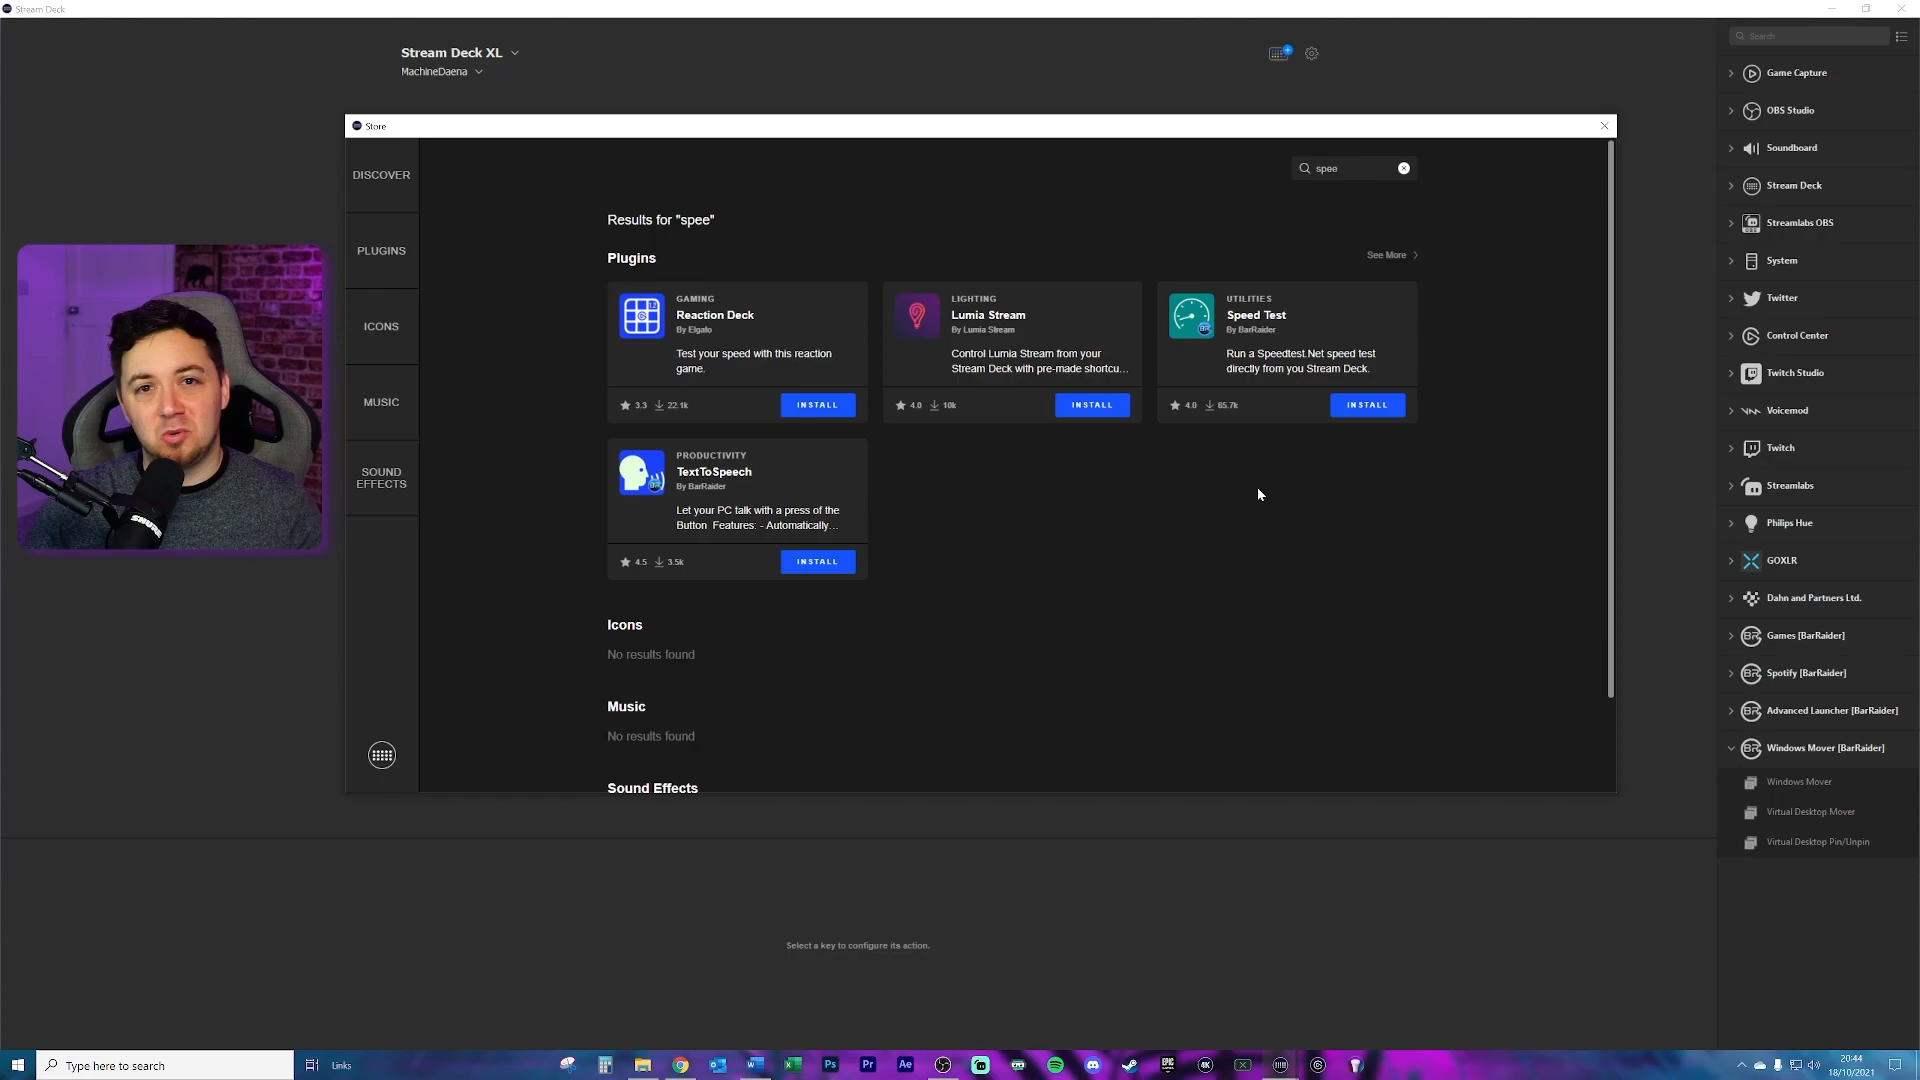 Stream Deck
Stream Deck XL
MachineDaena
Search
Store
DISCOVER
PLUGINS
ICONS
MUSIC
SOUND
EFFECTS
spee
Results for "spee"
Plugins
See More
GAMING
Reaction Deck
By Elgato
Test your speed with this reaction
game.
3.3 22.1k
INSTALL
LIGHTING
Lumia Stream
By Lumia Stream
Control Lumia Stream from your
Stream Deck with pre-made shortcu...
4.0 10k
INSTALL
UTILITIES
Speed Test
By BarRaider
Run a Speedtest.Net speed test
directly from you Stream Deck.
4.0 65.7k
INSTALL
PRODUCTIVITY
TextToSpeech
By BarRaider
Let your PC talk with a press of the
Button Features: - Automatically...
4.5 3.5k
INSTALL
Icons
No results found
Music
No results found
Sound Effects
Game Capture
OBS Studio
Soundboard
Stream Deck
Streamlabs OBS
System
Twitter
Control Center
Twitch Studio
Voicemod
Twitch
Streamlabs
Philips Hue
GOXLR
Dahn and Partners Ltd.
Games [BarRaider]
Spotify [BarRaider]
Advanced Launcher [BarRaider]
Windows Mover [BarRaider]
Windows Mover
Virtual Desktop Mover
Virtual Desktop Pin/Unpin
SHURE
Select a key to configure its action.
Type here to search
Links
Ps
Pr
Ae
4K
20:44
18/10/2021